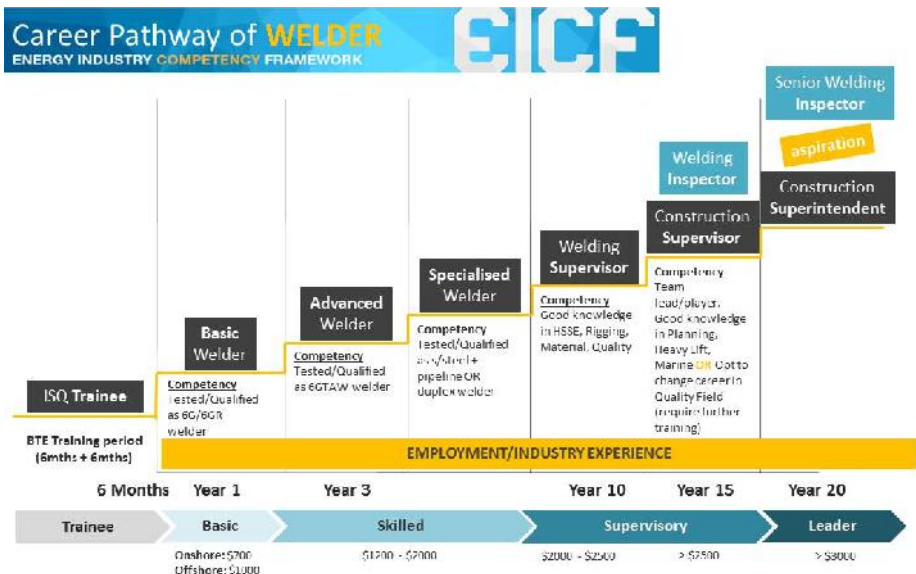 Career Pathway of WELDER
ENERGY INDUSTRY COMPETENCY FRAMEWORK
EICF
Senior Welding
Inspector
aspiration
Welding
Inspector
Construction
Superintendent
Construction
Supervisor
Welding
Supervisor
Specialised
Welder
Advanced
Welder
Basic
Welder
ISQ Trainee
Competency
Tested/Qualified
as 6G/6GR
welder
Competency
Tested/Qualified
as 6GTAW welder
Competency
Tested/Qualified
as s/steel +
pipeline OR
duplex welder
Competency
Good knowledge
in HSSE, Rigging,
Material, Quality
Competency
Team
lead/player,
Good knowledge
in Planning,
Heavy Lift,
Marine OR Opt to
change career in
Quality Field
(require further
training)
BTE Training period
(6mths + 6mths)
EMPLOYMENT/INDUSTRY EXPERIENCE
6 Months Year 1 Year 3 Year 10 Year 15 Year 20
Trainee Basic Skilled Supervisory Leader
Onshore: $700 $1200 - $2000 $2000 - $2500 > $2500 > $3000
Offshore: $1000